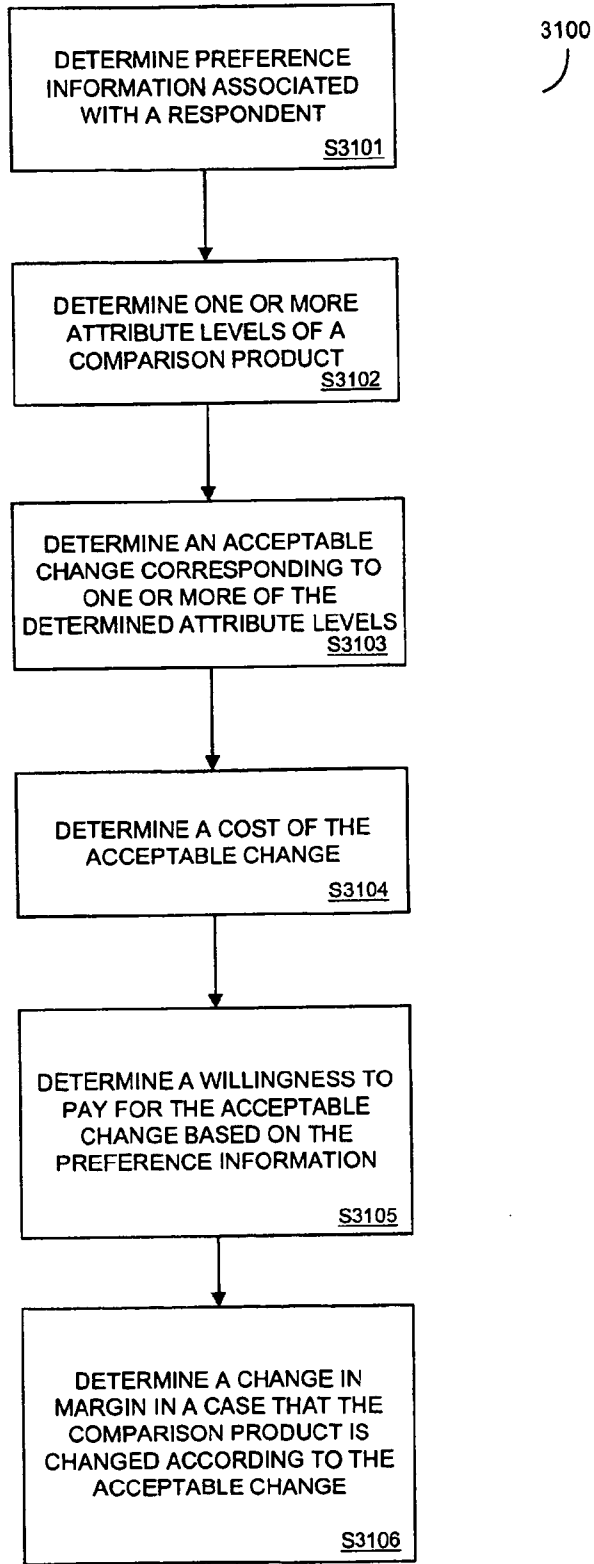 3100
DETERMINE PREFERENCE
INFORMATION ASSOCIATED
WITH A RESPONDENT
S3101
DETERMINE ONE OR MORE
ATTRIBUTE LEVELS OF A
COMPARISON PRODUCT
S3102
DETERMINE AN ACCEPTABLE
CHANGE CORRESPONDING TO
ONE OR MORE OF THE
DETERMINED ATTRIBUTE LEVELS
S3103
DETERMINE A COST OF THE
ACCEPTABLE CHANGE
S3104
DETERMINE A WILLINGNESS TO
PAY FOR THE ACCEPTABLE
CHANGE BASED ON THE
PREFERENCE INFORMATION
S3105
DETERMINE A CHANGE IN
MARGIN IN A CASE THAT THE
COMPARISON PRODUCT IS
CHANGED ACCORDING TO THE
ACCEPTABLE CHANGE
S3106